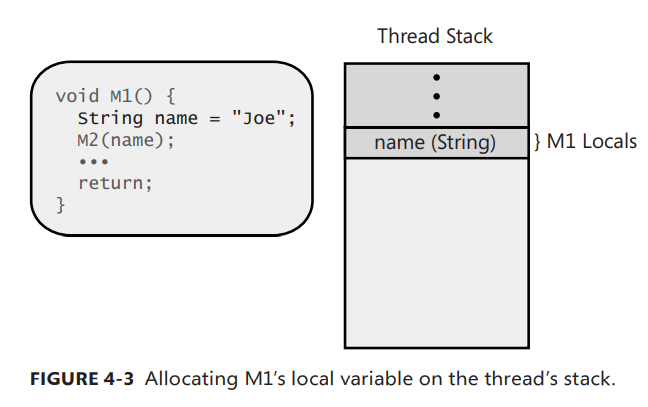 Thread Stack
void M1() {
String name = "Joe";
M2(name);
•••
return;
}
•
•
•
name (String)
} M1 Locals
FIGURE 4-3 Allocating M1’s local variable on the thread’s stack.